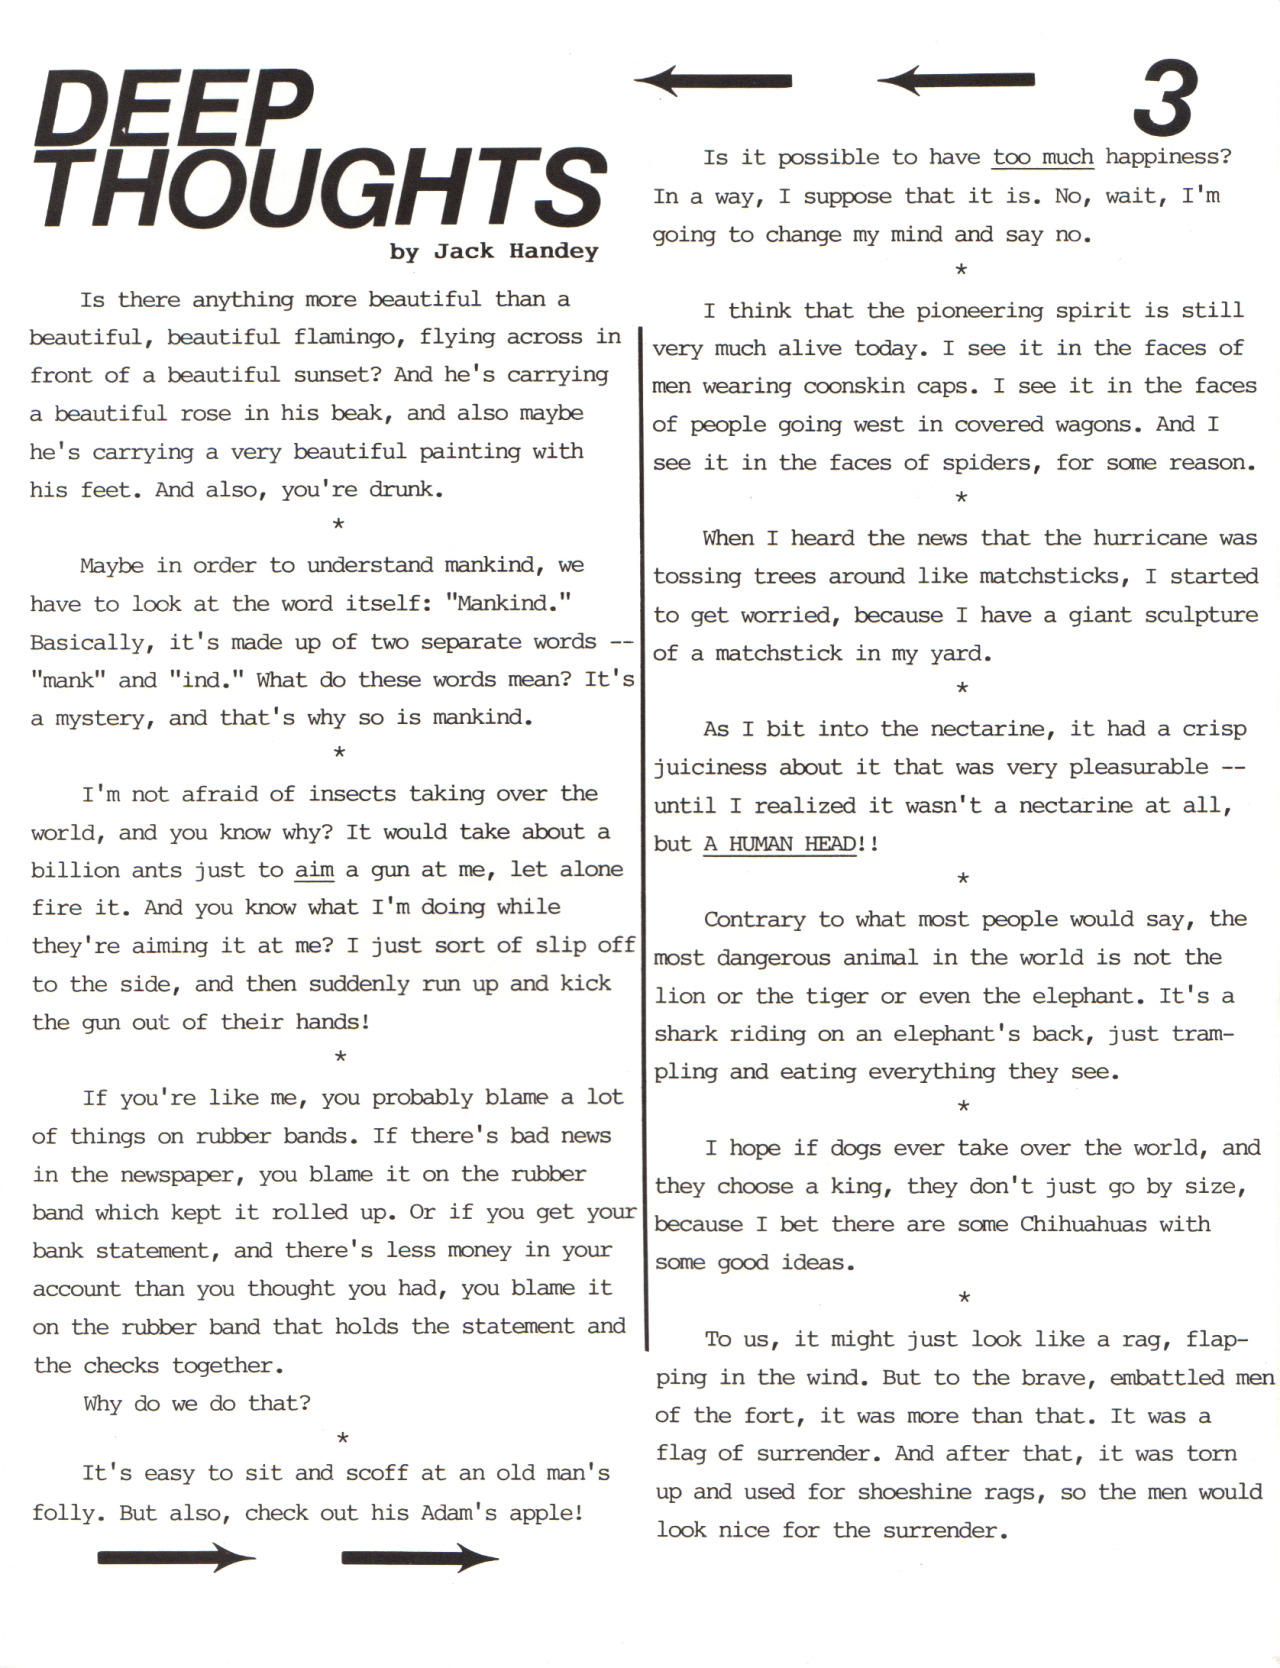 DEEP
THOUGHTS
by Jack Handey
Is there anything more beautiful than a
beautiful, beautiful flamingo, flying across in
front of a beautiful sunset? And he's carrying
a beautiful rose in his beak, and also maybe
he's carrying a very beautiful painting with
his feet. And also, you're drunk.
*
Maybe in order to understand mankind, we
have to look at the word itself: "Mankind."
Basically, it's made up of two separate words --
"mank" and "ind." What do these words mean? It's
a mystery, and that's why so is mankind.
*
I'm not afraid of insects taking over the
world, and you know why? It would take about a
billion ants just to aim a gun at me, let alone
fire it. And you know what I'm doing while
they're aiming it at me? I just sort of slip off
to the side, and then suddenly run up and kick
the gun out of their hands!
*
If you're like me, you probably blame a lot
of things on rubber bands. If there's bad news
in the newspaper, you blame it on the rubber
band which kept it rolled up. Or if you get your
bank statement, and there's less money in your
account than you thought you had, you blame it
on the rubber band that holds the statement and
the checks together.
Why do we do that?
*
It's easy to sit and scoff at an old man's
folly. But also, check out his Adam's apple!
3
Is it possible to have too much happiness?
In a way, I suppose that it is. No, wait, I'm
going to change my mind and say no.
*
I think that the pioneering spirit is still
very much alive today. I see it in the faces of
men wearing coonskin caps. I see it in the faces
of people going west in covered wagons. And I
see it in the faces of spiders, for some reason.
*
When I heard the news that the hurricane was
tossing trees around like matchsticks, I started
to get worried, because I have a giant sculpture
of a matchstick in my yard.
*
As I bit into the nectarine, it had a crisp
juiciness about it that was very pleasurable --
until I realized it wasn't a nectarine at all,
but A HUMAN HEAD!!
*
Contrary to what most people would say, the
most dangerous animal in the world is not the
lion or the tiger or even the elephant. It's a
shark riding on an elephant's back, just tram-
pling and eating everything they see.
*
I hope if dogs ever take over the world, and
they choose a king, they don't just go by size,
because I bet there are some Chihuahuas with
some good ideas.
*
To us, it might just look like a rag, flap-
ping in the wind. But to the brave, embattled men
of the fort, it was more than that. It was a
flag of surrender. And after that, it was torn
up and used for shoeshine rags, so the men would
look nice for the surrender.